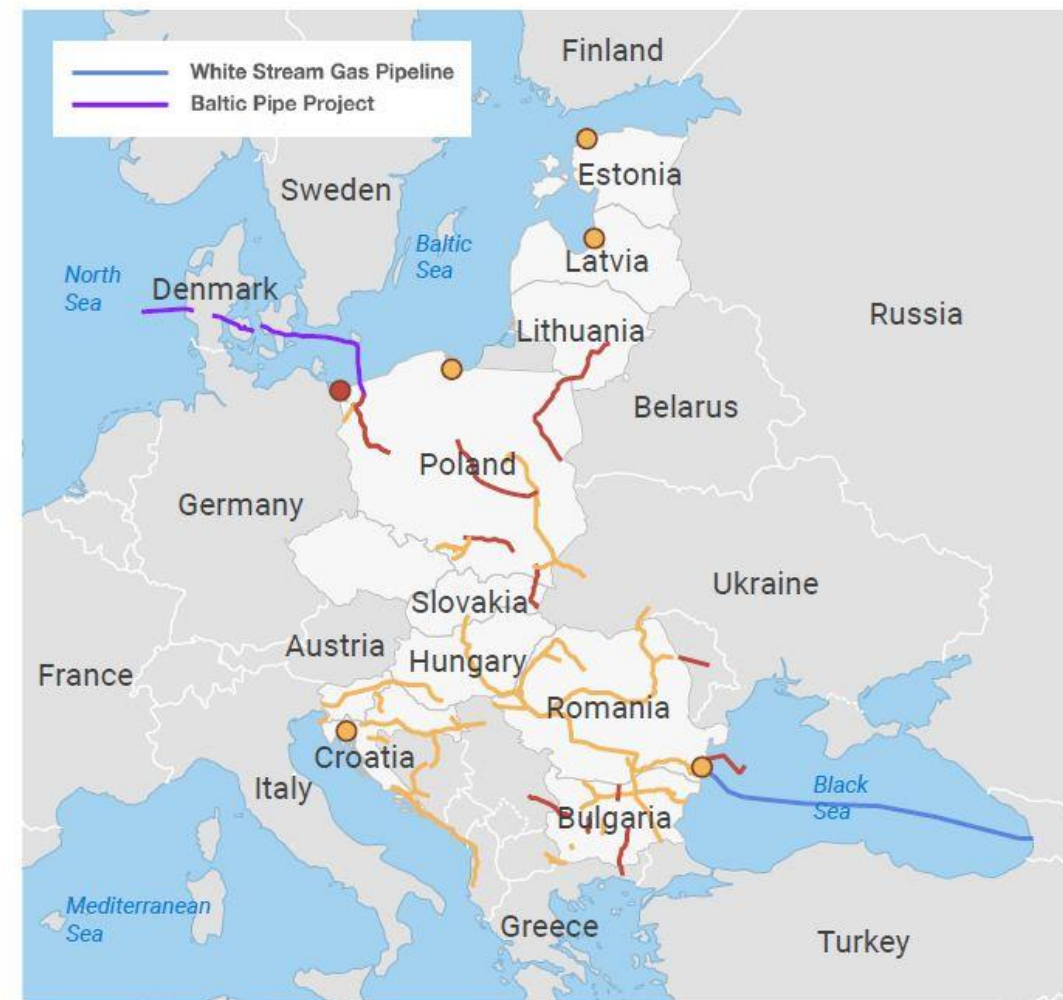 White Stream Gas Pipeline
Baltic Pipe Project
Finland
Estonia
Sweden
Baltic
Sea
Latvia
North
Sea
Denmark
Lithuania
Russia
Belarus
Poland
Germany
Ukraine
Slovakia
Austria
Hungary
France
Romania
Croatia
Italy
Black
Sea
Bulgaria
Mediterranean
Sea
Greece
Turkey